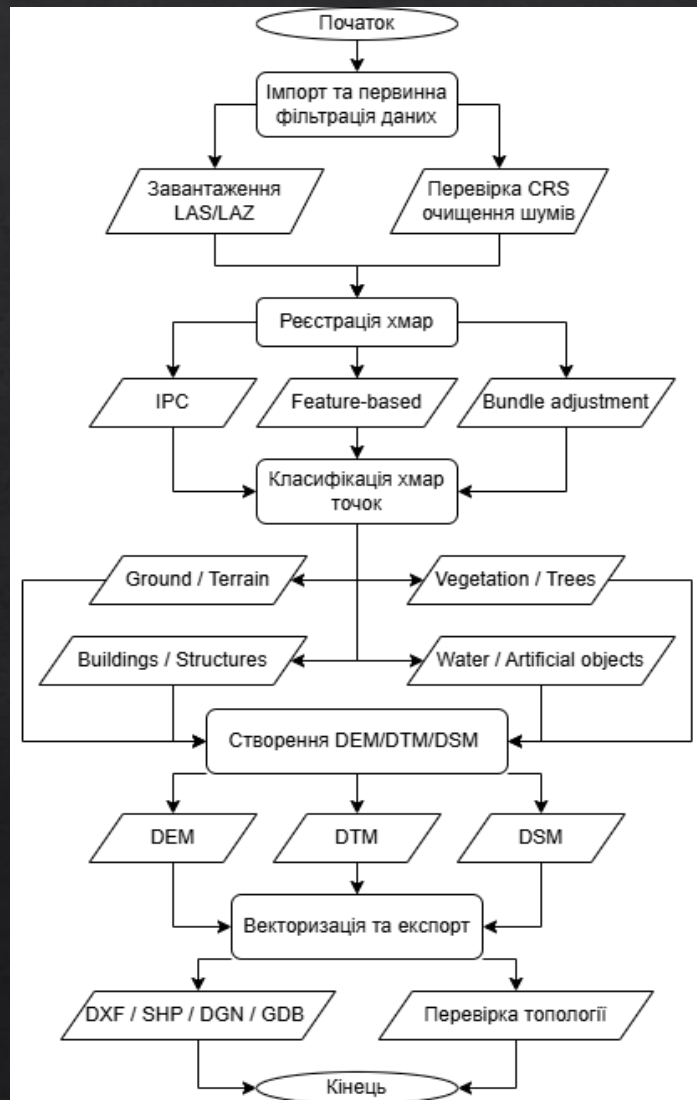 Початок
Імпорт та первинна
фільтрація даних
Завантаження
LAS/LAZ
Перевірка CRS
очищення шумів
Реєстрація хмар
IPC
Feature-based
Bundle adjustment
Класифікація хмар
точок
Ground / Terrain
Vegetation / Trees
Buildings / Structures
Water / Artificial objects
Створення DEM/DTM/DSM
DEM
DTM
DSM
Векторизація та експорт
DXF / SHP / DGN / GDB
Перевірка топології
Кінець